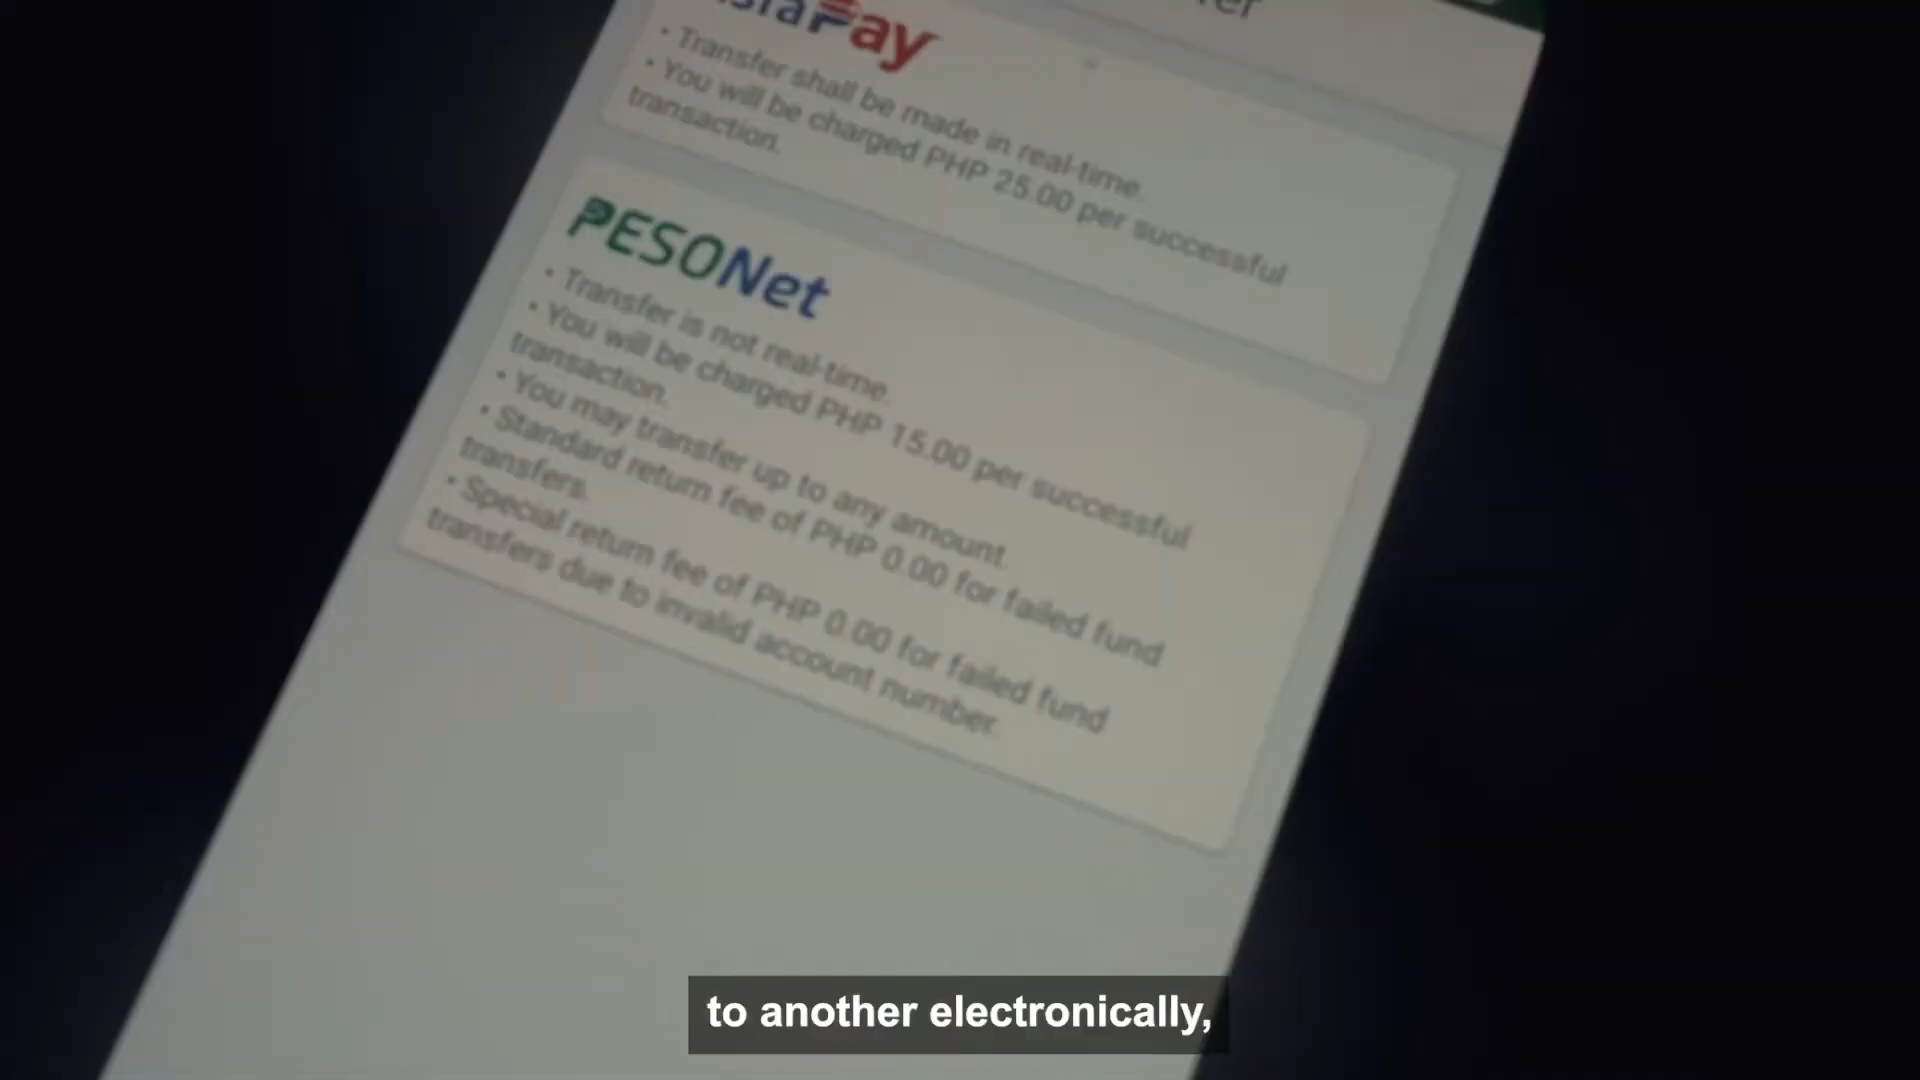 Pay
• Transfer shall be made in real-time.
• You will be charged PHP 25.00 per successful
transaction.
PESONet
• Transfer is not real-time.
• You will be charged PHP 15.00 per successful
transaction.
• You may transfer up to any amount.
• Standard return fee of PHP 0.00 for failed fund
transfers.
• Special return fee of PHP 0.00 for failed fund
transfers due to invalid account number.
to another electronically,